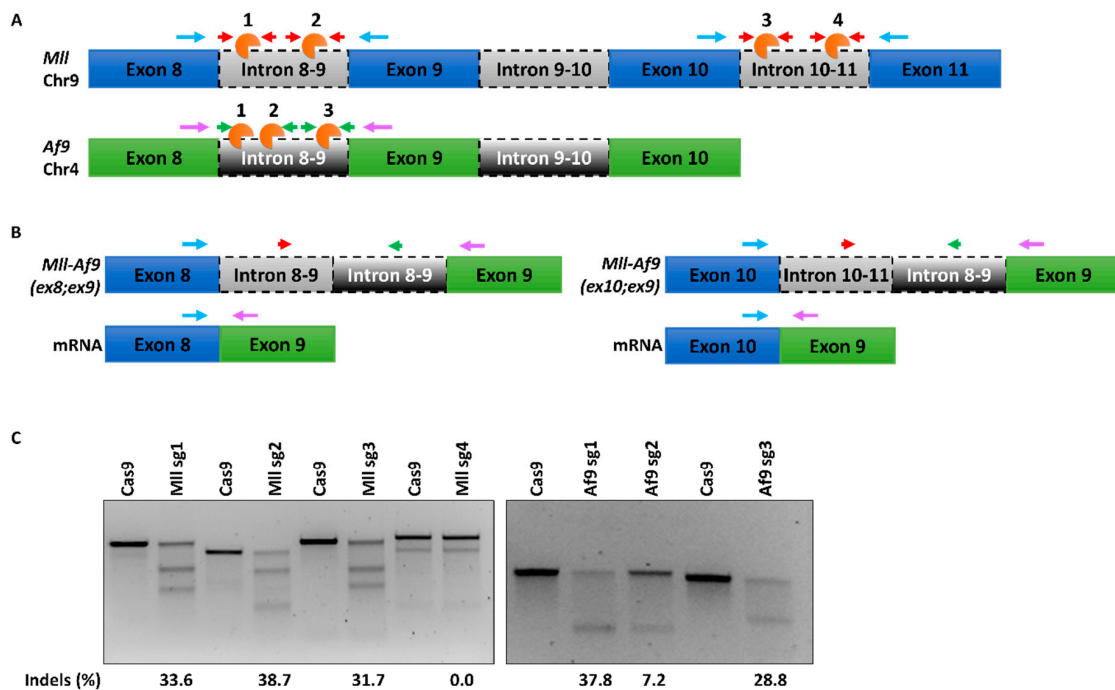 A
1 2 3 4
Mll
Chr9
Exon 8 Intron 8-9 Exon 9 Intron 9-10 Exon 10 Intron 10-11 Exon 11
1 2 3
Af9
Chr4
Exon 8 Intron 8-9 Exon 9 Intron 9-10 Exon 10
B
Mll-Af9
(ex8;ex9)
Exon 8 Intron 8-9 Intron 8-9 Exon 9
mRNA
Exon 8 Exon 9
Mll-Af9
(ex10;ex9)
Exon 10 Intron 10-11 Intron 8-9 Exon 9
mRNA
Exon 10 Exon 9
C
Cas9
Mll sg1
Cas9
Mll sg2
Cas9
Mll sg3
Cas9
Mll sg4
Cas9
Af9 sg1
Af9 sg2
Cas9
Af9 sg3
Indels (%) 33.6 38.7 31.7 0.0 37.8 7.2 28.8